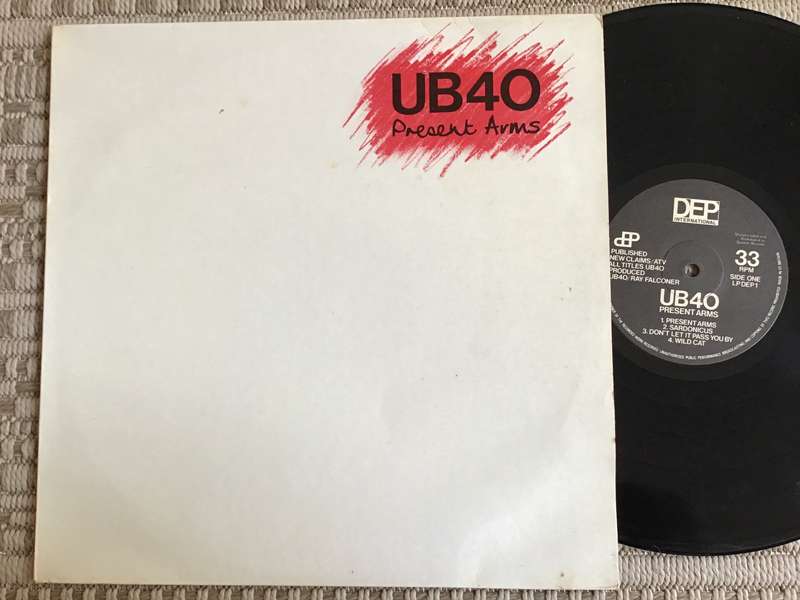 UB40
Present Arms
DEP
INTERNATIONAL
dEP
PUBLISHED
NEW CLAIMS/ATV
ALL TITLES UB40
PRODUCED
UB40/RAY FALCONER
33
RPM
SIDE ONE
LP DEP 1
UB40
PRESENT ARMS
1. PRESENT ARMS
2. SARDONICUS
3. DON'T LET IT PASS YOU BY
4. WILD CAT